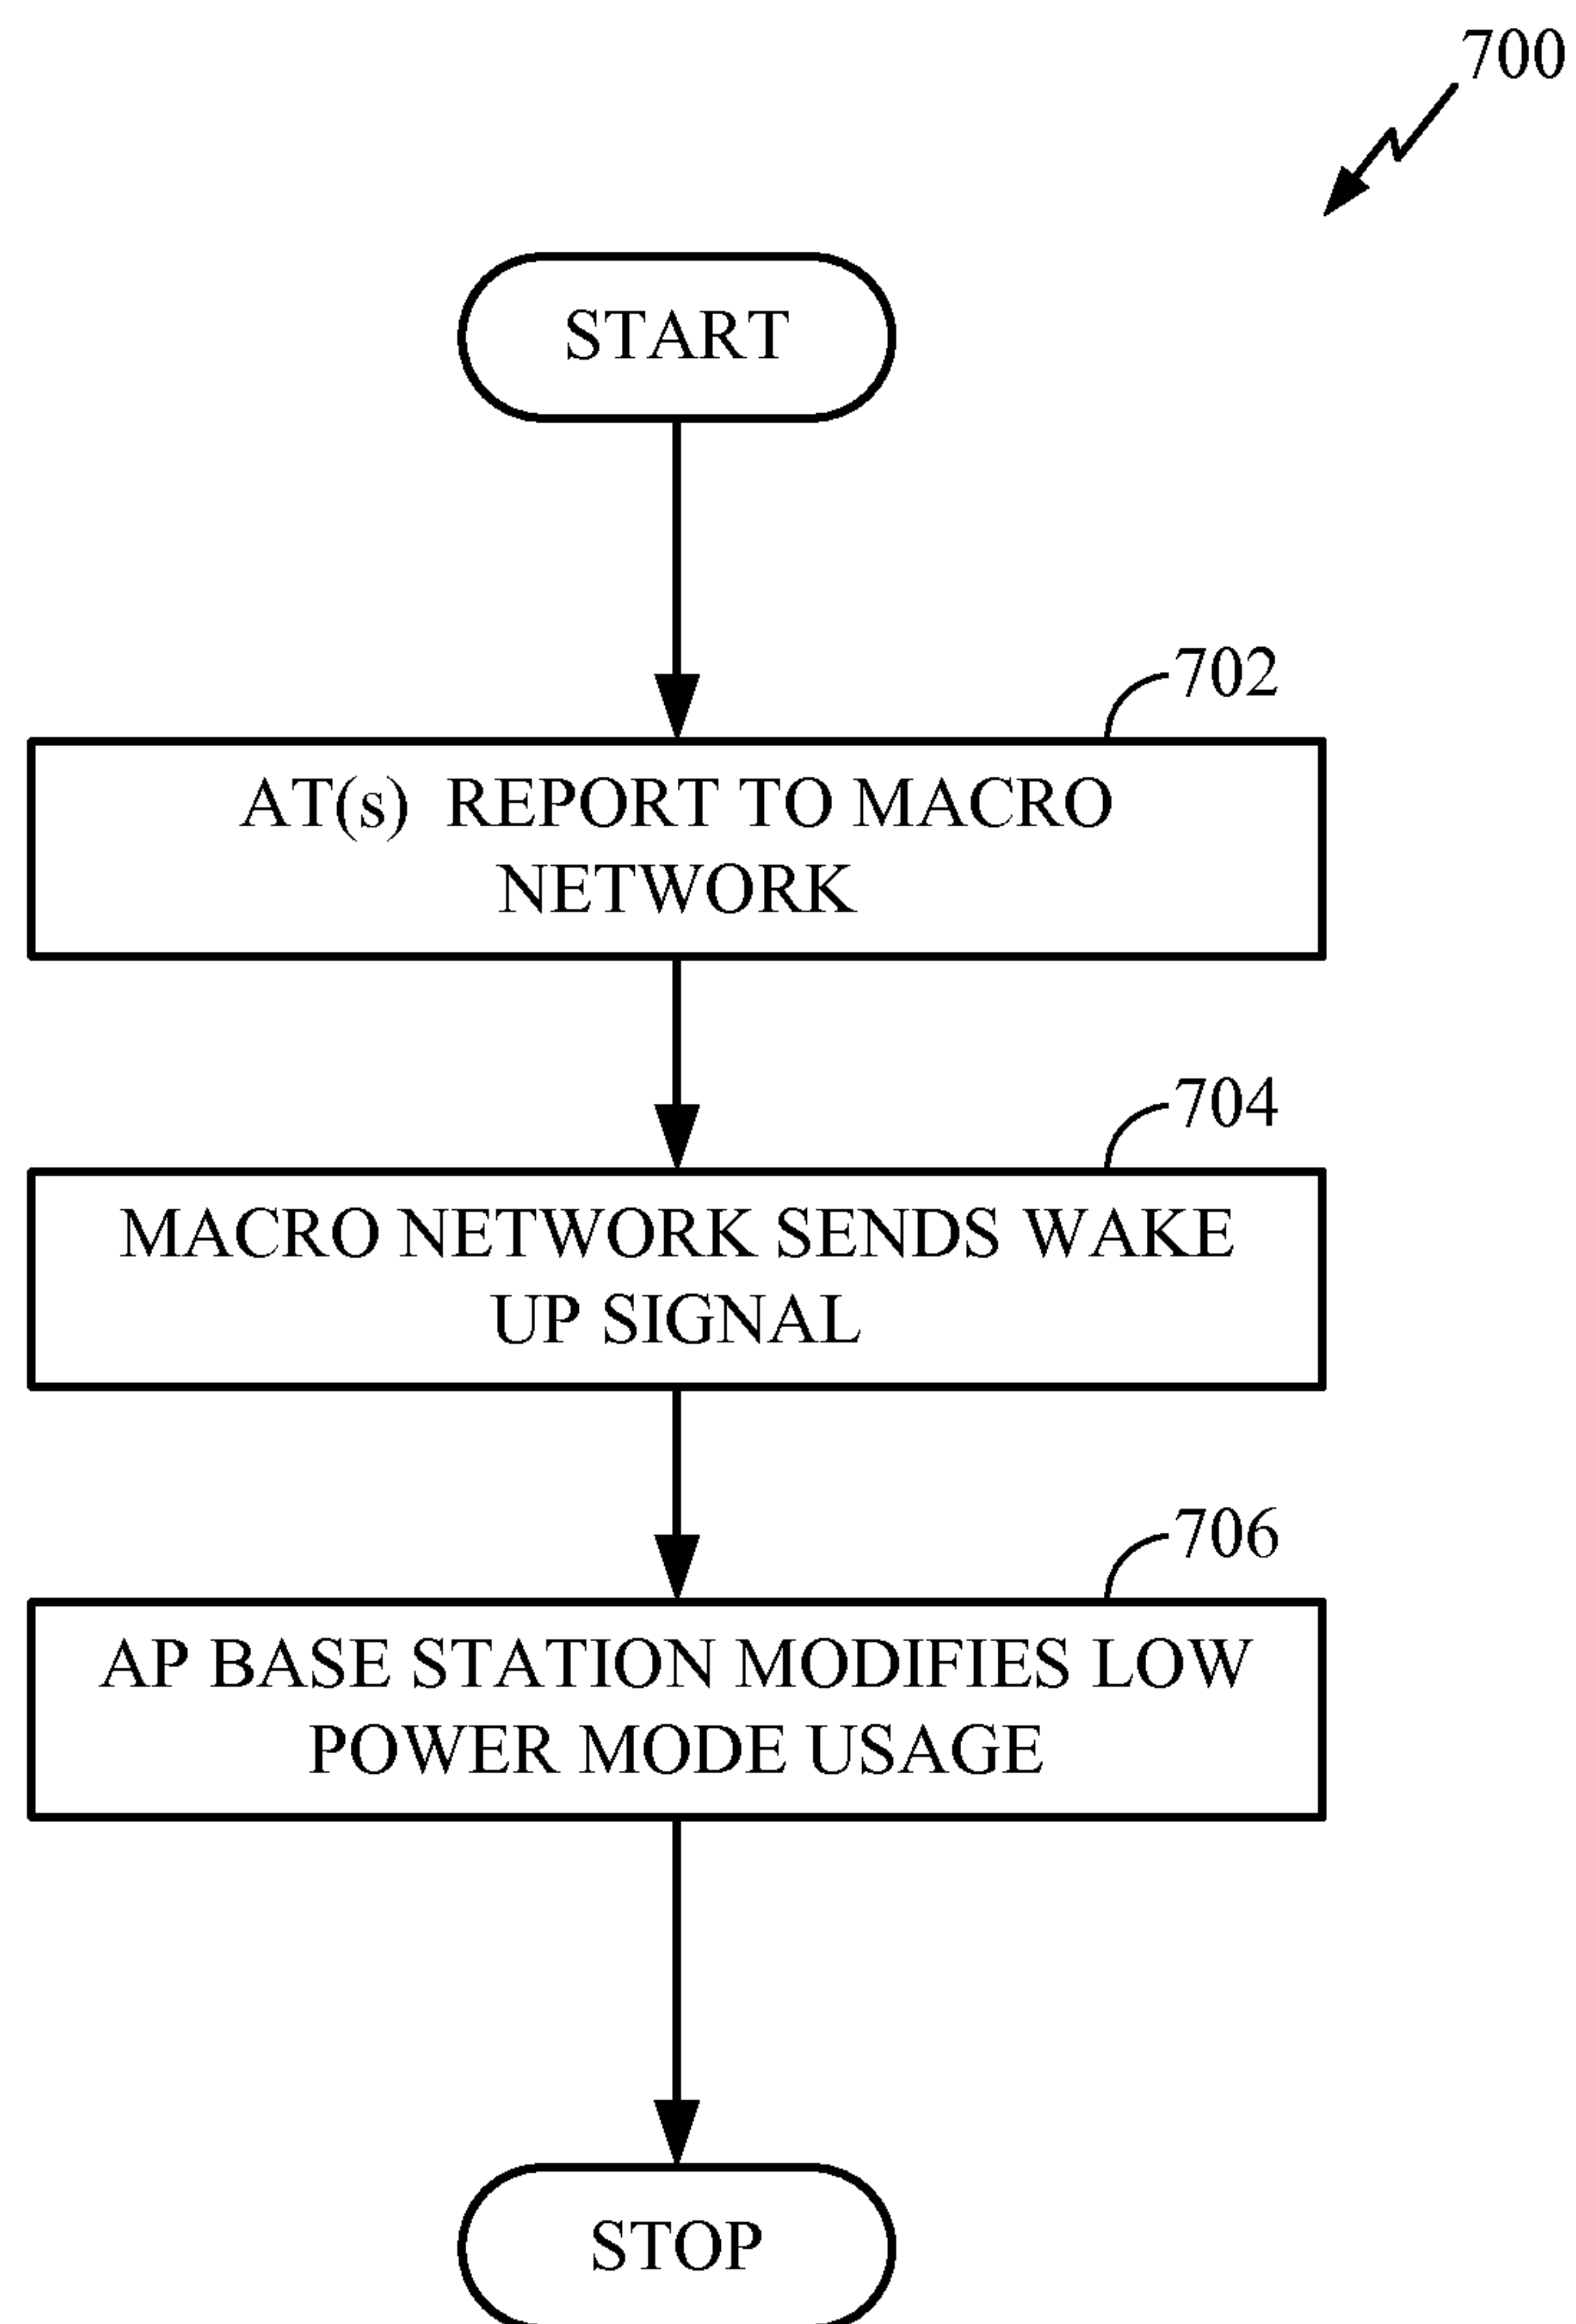 700
START
702
AT(s) REPORT TO MACRO
NETWORK
704
MACRO NETWORK SENDS WAKE
UP SIGNAL
706
AP BASE STATION MODIFIES LOW
POWER MODE USAGE
STOP